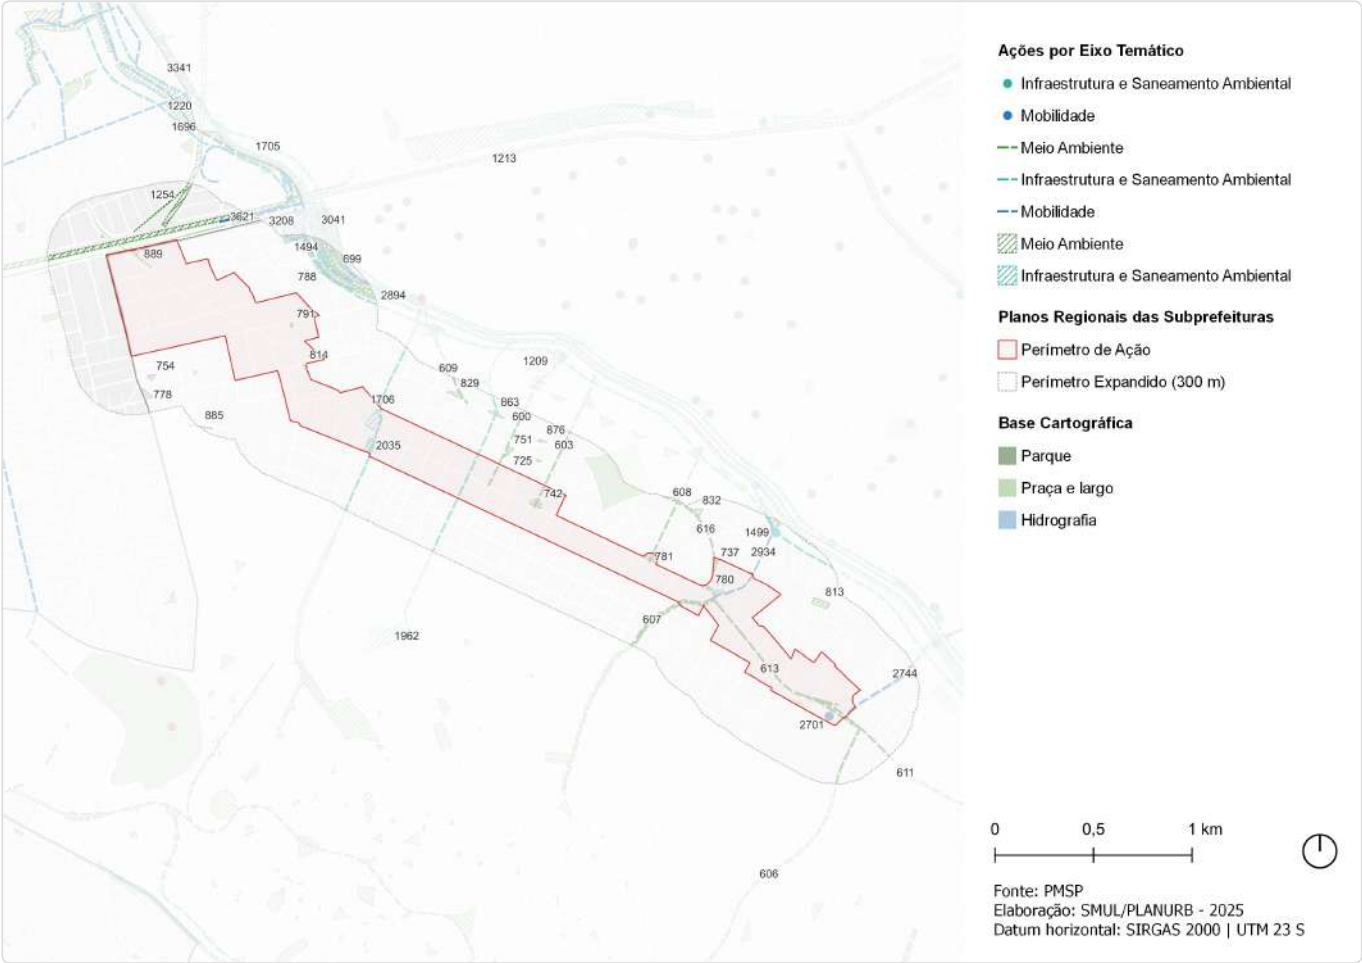 3341
1220
1696
1705
1213
1254
3621
3208
3041
889
1494
699
788
2894
791
814
754
778
885
1706
2035
609
829
1209
863
600
751
725
876
603
742
608
832
616
1499
737
2934
781
780
813
607
1962
613
2744
2701
611
606
Ações por Eixo Temático
Infraestrutura e Saneamento Ambiental
Mobilidade
Meio Ambiente
Infraestrutura e Saneamento Ambiental
Mobilidade
Meio Ambiente
Infraestrutura e Saneamento Ambiental
Planos Regionais das Subprefeituras
Perímetro de Ação
Perímetro Expandido (300 m)
Base Cartográfica
Parque
Praça e largo
Hidrografia
0 0,5 1 km
Fonte: PMSP
Elaboração: SMUL/PLANURB - 2025
Datum horizontal: SIRGAS 2000 | UTM 23 S